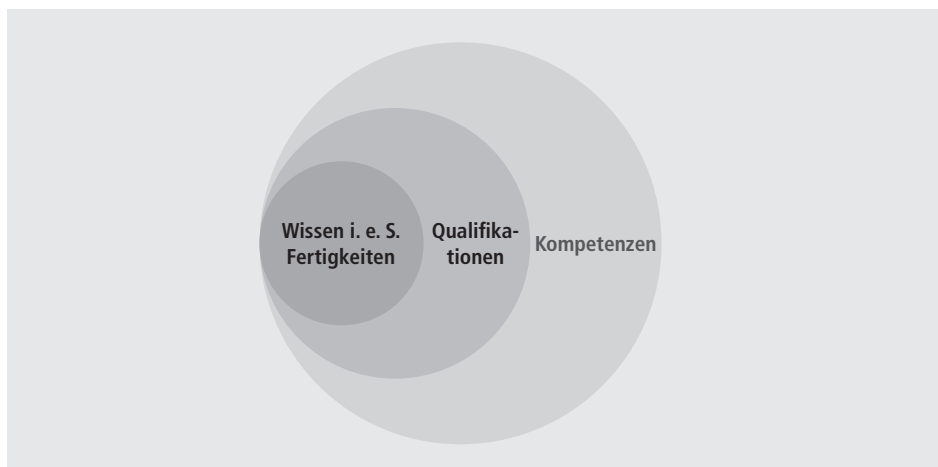 Wissen i. e. S.
Fertigkeiten
Qualifika-
tionen
Kompetenzen